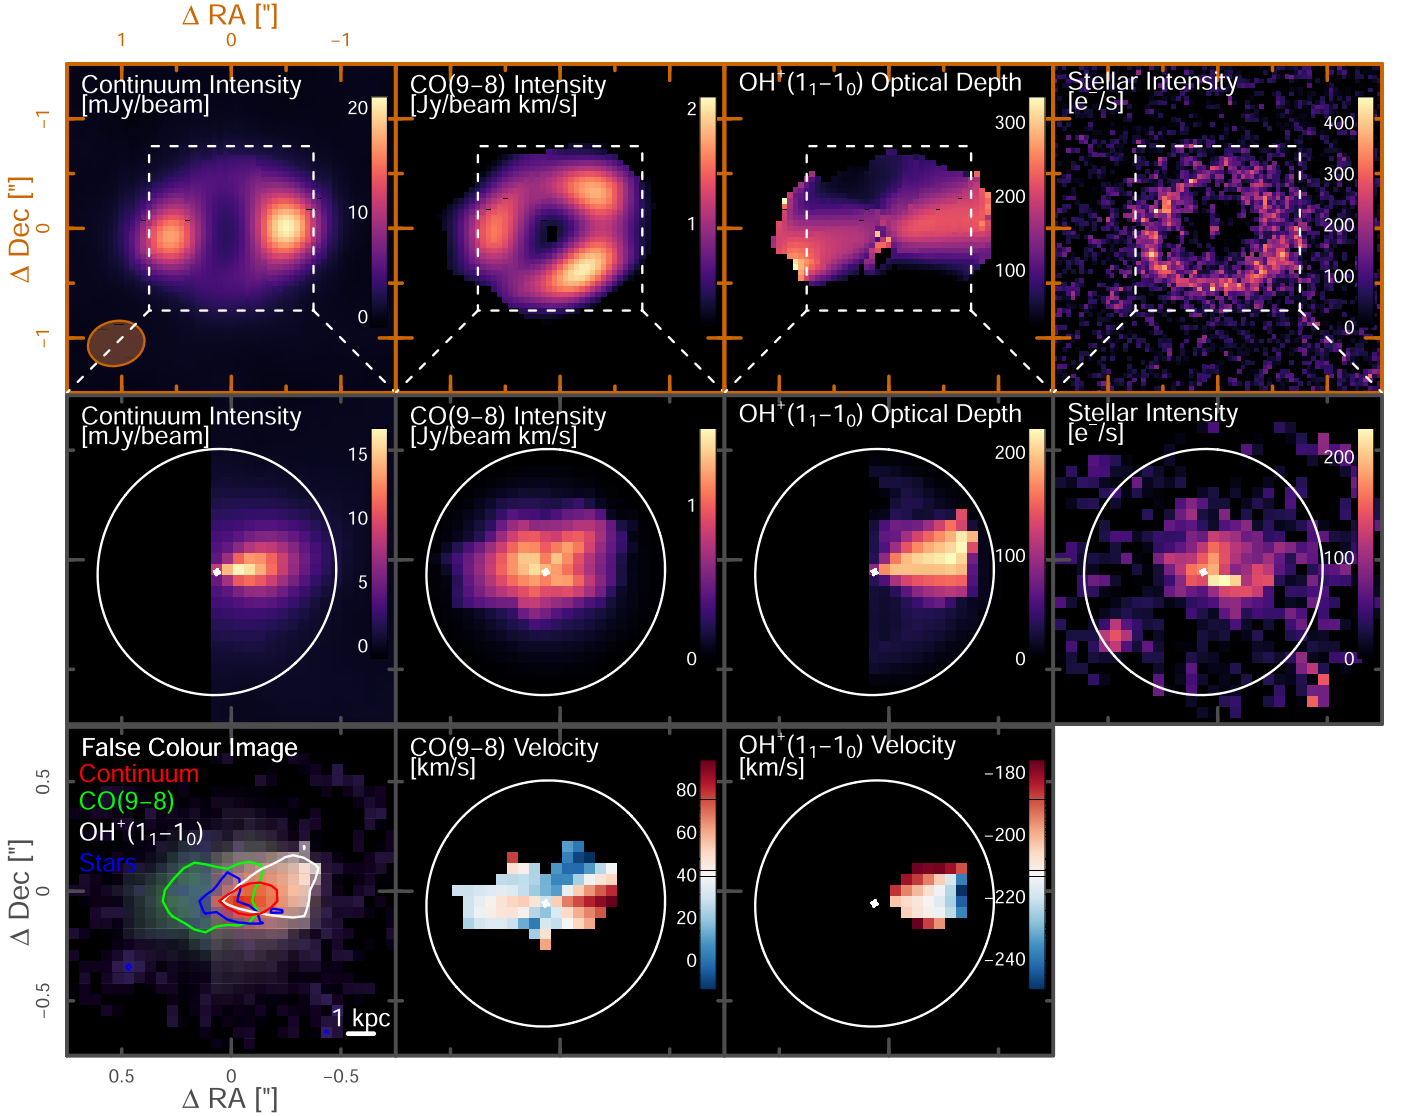 Δ RA ["]
1 0 −1
Δ Dec ["]
1
0
−1
Continuum Intensity
[mJy/beam]
20
10
0
CO(9−8) Intensity
[Jy/beam km/s]
2
1
OH⁺(1₁−1₀) Optical Depth
300
200
100
Stellar Intensity
[e⁻/s]
400
300
200
100
0
Continuum Intensity
[mJy/beam]
15
10
5
0
CO(9−8) Intensity
[Jy/beam km/s]
1
0
OH⁺(1₁−1₀) Optical Depth
200
100
0
Stellar Intensity
[e⁻/s]
200
100
0
False Colour Image
Continuum
CO(9−8)
OH⁺(1₁−1₀)
Stars
1 kpc
CO(9−8) Velocity
[km/s]
80
60
40
20
0
OH⁺(1₁−1₀) Velocity
[km/s]
−180
−200
−220
−240
Δ Dec ["]
0.5
0
−0.5
0.5 0 −0.5
Δ RA ["]